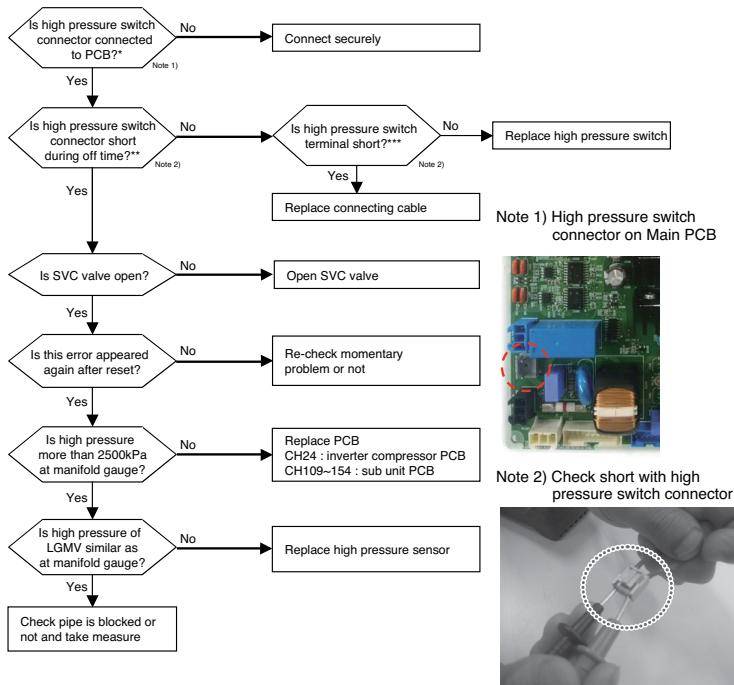 Is high pressure switch
connector connected
to PCB?*
Note 1)
No
Connect securely
Yes
Is high pressure switch
connector short
during off time?**
Note 2)
No
Is high pressure switch
terminal short?***
Note 2)
No
Replace high pressure switch
Yes
Yes
Replace connecting cable
Note 1) High pressure switch
connector on Main PCB
Is SVC valve open?
No
Open SVC valve
Yes
Is this error appeared
again after reset?
No
Re-check momentary
problem or not
Yes
Is high pressure
more than 2500kPa
at manifold gauge?
No
Replace PCB
CH24 : inverter compressor PCB
CH109~154 : sub unit PCB
Note 2) Check short with high
pressure switch connector
Yes
Is high pressure of
LGMV similar as
at manifold gauge?
No
Replace high pressure sensor
Yes
Check pipe is blocked or
not and take measure